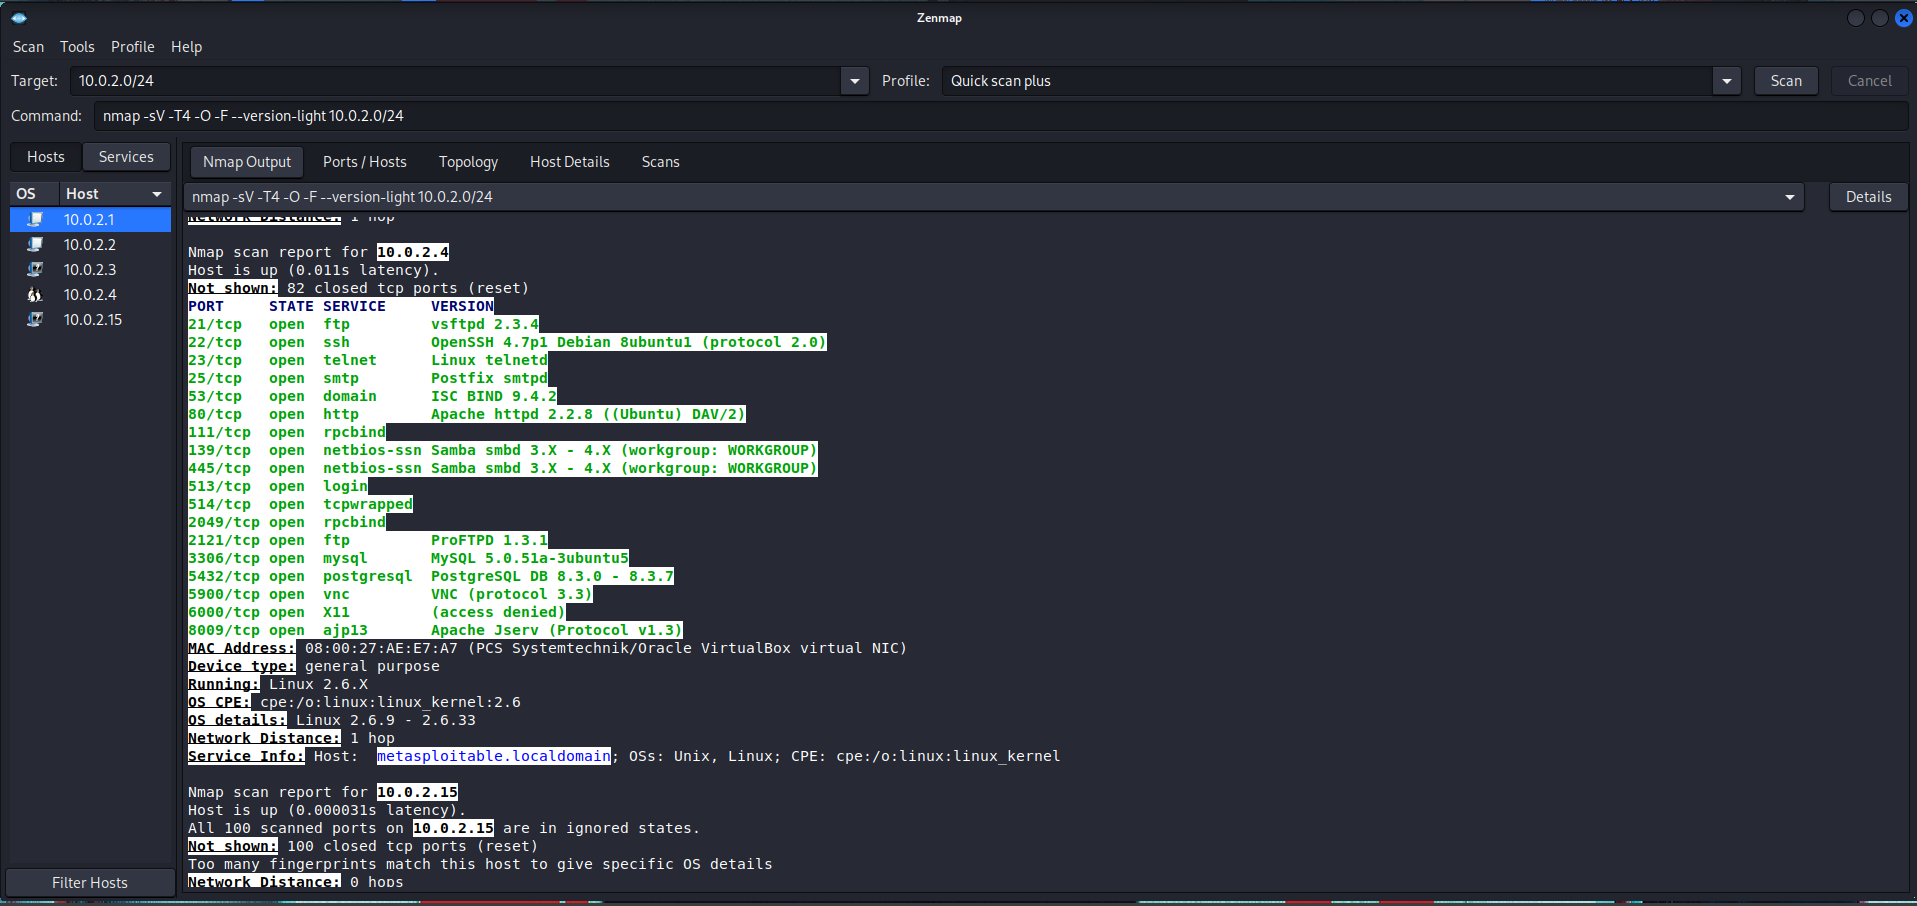 Zenmap
Scan Tools Profile Help
Target: 10.0.2.0/24 Profile: Quick scan plus Scan Cancel
Command: nmap -sV -T4 -O -F --version-light 10.0.2.0/24
Hosts Services
Nmap Output Ports / Hosts Topology Host Details Scans
OS Host
nmap -sV -T4 -O -F --version-light 10.0.2.0/24 Details
10.0.2.1
10.0.2.2
10.0.2.3
10.0.2.4
10.0.2.15
Filter Hosts
Network Distance: 1 hop
Nmap scan report for 10.0.2.4
Host is up (0.011s latency).
Not shown: 82 closed tcp ports (reset)
PORT     STATE SERVICE     VERSION
21/tcp   open  ftp         vsftpd 2.3.4
22/tcp   open  ssh         OpenSSH 4.7p1 Debian 8ubuntu1 (protocol 2.0)
23/tcp   open  telnet      Linux telnetd
25/tcp   open  smtp        Postfix smtpd
53/tcp   open  domain      ISC BIND 9.4.2
80/tcp   open  http        Apache httpd 2.2.8 ((Ubuntu) DAV/2)
111/tcp  open  rpcbind
139/tcp  open  netbios-ssn Samba smbd 3.X - 4.X (workgroup: WORKGROUP)
445/tcp  open  netbios-ssn Samba smbd 3.X - 4.X (workgroup: WORKGROUP)
513/tcp  open  login
514/tcp  open  tcpwrapped
2049/tcp open  rpcbind
2121/tcp open  ftp         ProFTPD 1.3.1
3306/tcp open  mysql       MySQL 5.0.51a-3ubuntu5
5432/tcp open  postgresql  PostgreSQL DB 8.3.0 - 8.3.7
5900/tcp open  vnc         VNC (protocol 3.3)
6000/tcp open  X11         (access denied)
8009/tcp open  ajp13       Apache Jserv (Protocol v1.3)
MAC Address: 08:00:27:AE:E7:A7 (PCS Systemtechnik/Oracle VirtualBox virtual NIC)
Device type: general purpose
Running: Linux 2.6.X
OS CPE: cpe:/o:linux:linux_kernel:2.6
OS details: Linux 2.6.9 - 2.6.33
Network Distance: 1 hop
Service Info: Host:  metasploitable.localdomain; OSs: Unix, Linux; CPE: cpe:/o:linux:linux_kernel
Nmap scan report for 10.0.2.15
Host is up (0.000031s latency).
All 100 scanned ports on 10.0.2.15 are in ignored states.
Not shown: 100 closed tcp ports (reset)
Too many fingerprints match this host to give specific OS details
Network Distance: 0 hops